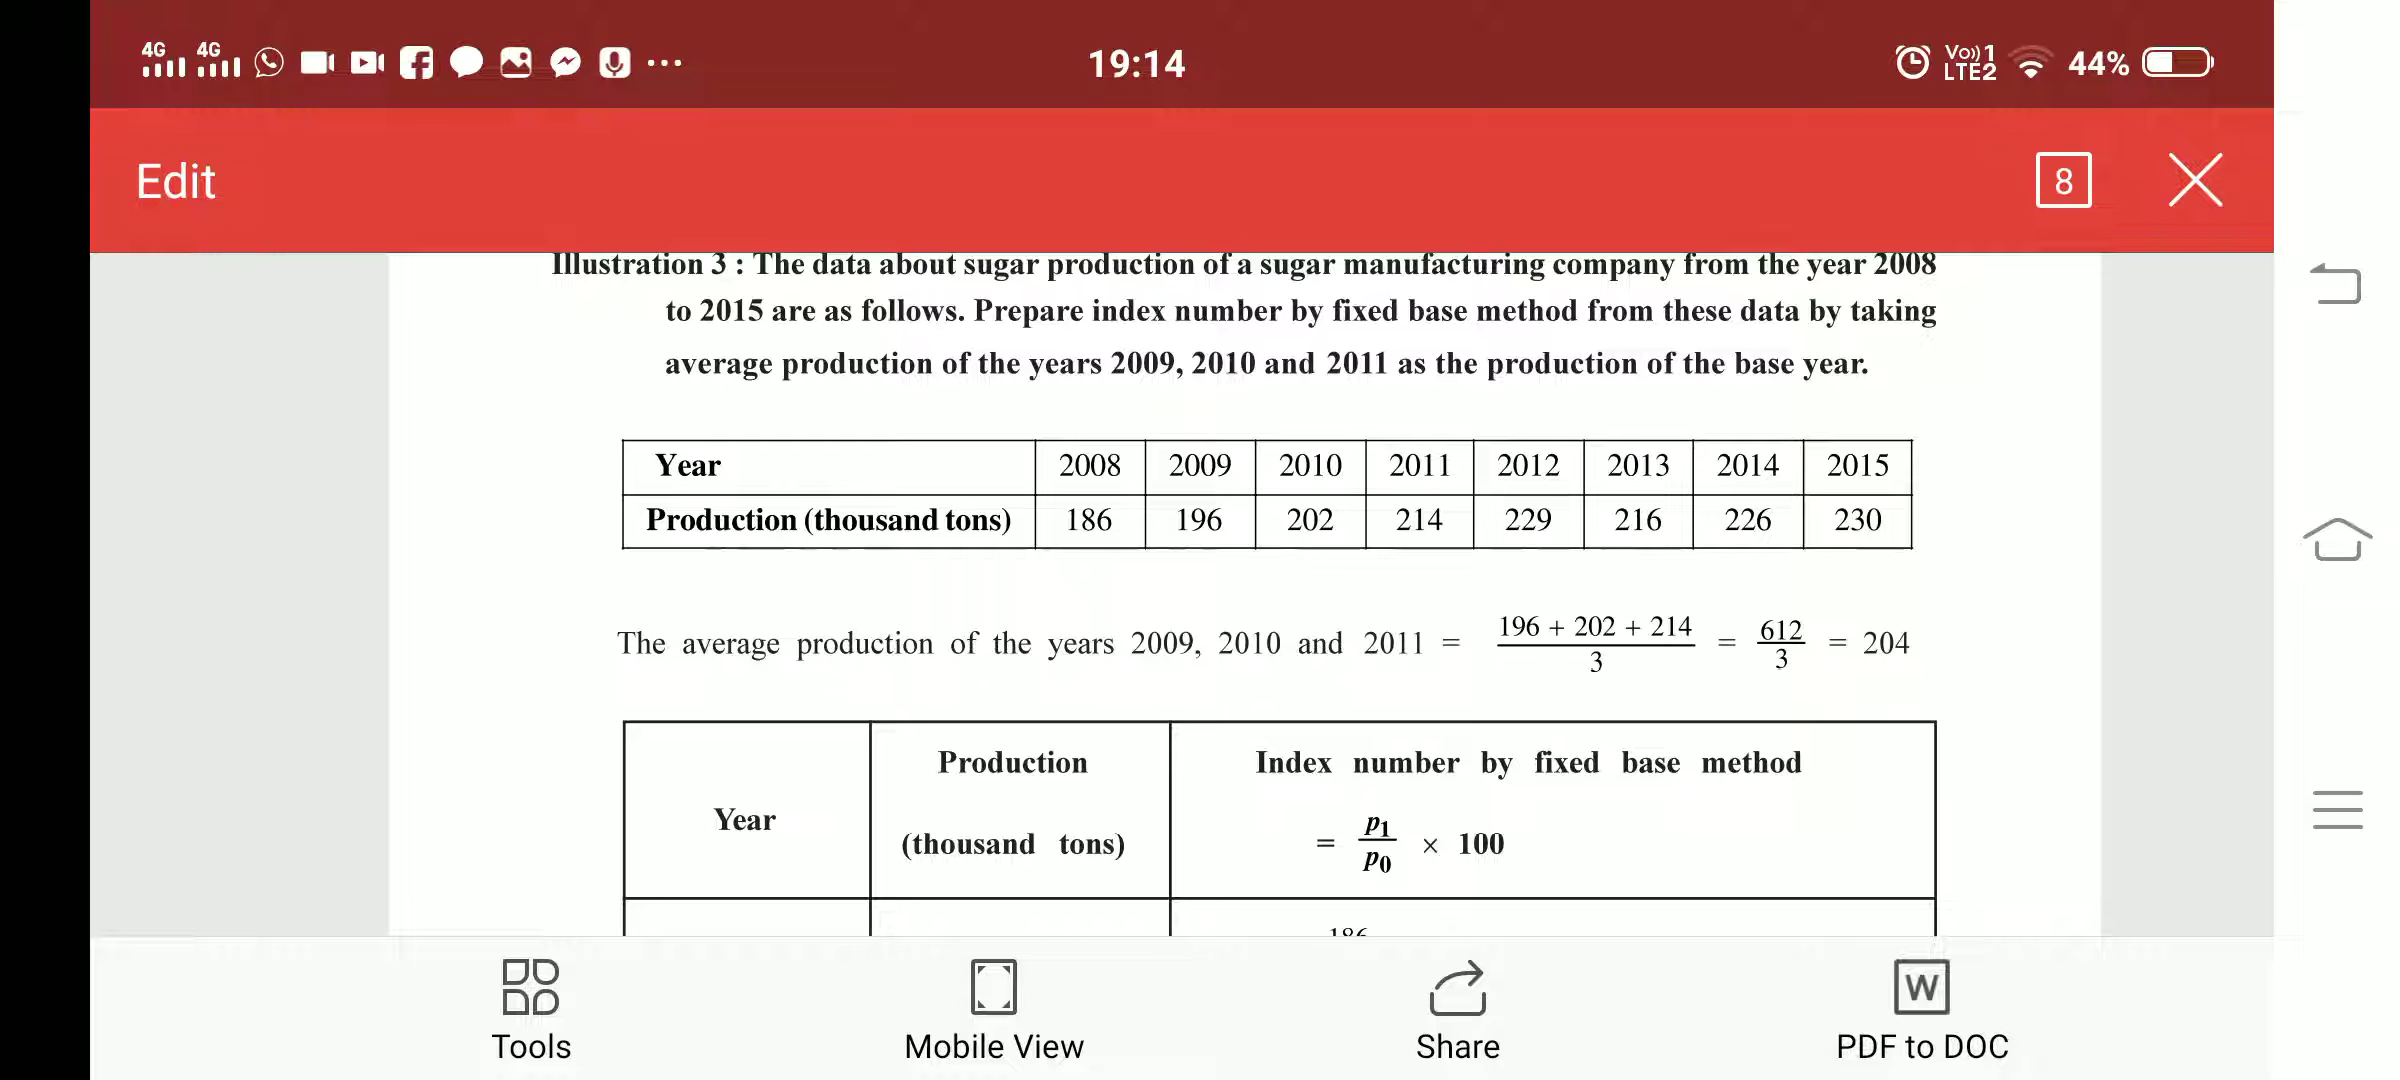 4G 4G 19:14 Vo))1 LTE2 44%
Edit 8
Illustration 3 : The data about sugar production of a sugar manufacturing company from the year 2008
to 2015 are as follows. Prepare index number by fixed base method from these data by taking
average production of the years 2009, 2010 and 2011 as the production of the base year.
Year 2008 2009 2010 2011 2012 2013 2014 2015
Production (thousand tons) 186 196 202 214 229 216 226 230
The average production of the years 2009, 2010 and 2011 = 196 + 202 + 214 / 3 = 612 / 3 = 204
Year
Production
(thousand tons)
Index number by fixed base method
= p1 / p0 × 100
Tools Mobile View Share PDF to DOC